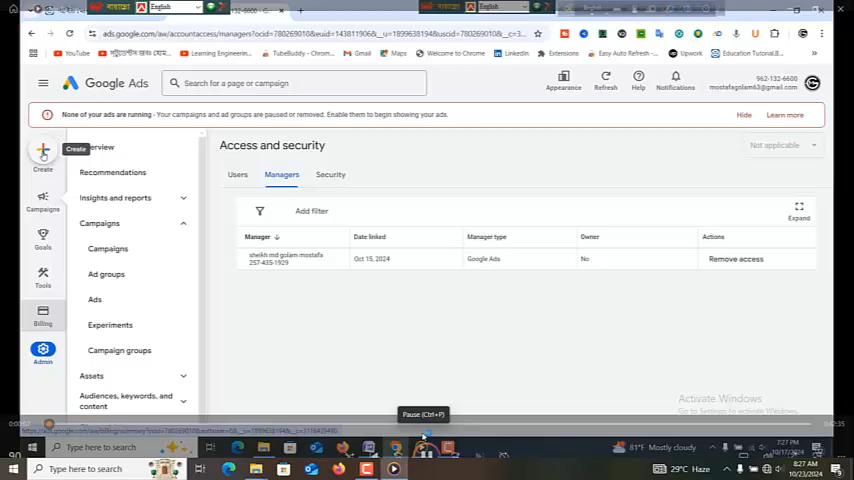 বায়ান্নো
English
বায়ান্নো
English
132-6600 - G
ads.google.com/aw/accountaccess/managers?ocid=780269010&euid=143811906&__u=1899638194&uscid=780269010&__c=3...
YouTube
TubeBuddy - Chrom...
Gmail
Maps
Welcome to Chrome
LinkedIn
Extensions
Easy Auto Refresh - C...
Upwork
Education Tutorial.B...
Learning Engineering...
Google Ads
Search for a page or campaign
Appearance
Refresh
Help
Notifications
962-132-6600
mostafagolam63@gmail.com
None of your ads are running - Your campaigns and ad groups are paused or removed. Enable them to begin showing your ads.
Hide
Learn more
Create
Create
Campaigns
Goals
Tools
Billing
Admin
erview
Recommendations
Insights and reports
Campaigns
Campaigns
Ad groups
Ads
Experiments
Campaign groups
Assets
Audiences, keywords, and
content
Access and security
Not applicable
Users
Managers
Security
Add filter
Expand
Manager
Date linked
Manager type
Owner
Actions
sheikh md golam mostafa
257-435-1929
Oct 15, 2024
Google Ads
No
Remove access
Pause (Ctrl+P)
Activate Windows
Go to Settings to activate Windows.
Type here to search
81°F Mostly cloudy
7:27 PM
10/17/2024
Type here to search
29°C Haze
8:27 AM
10/23/2024